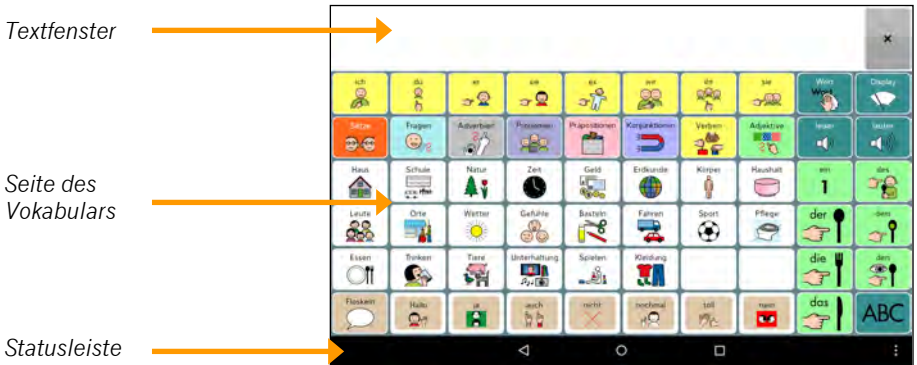 Textfenster
×
ich du er sie es wir ihr sie Wort Display
Wort
Sätze Fragen Adverbien Pronomen Präpositionen Konjunktionen Verben Adjektive leiser lauter
Haus Schule Natur Zeit Geld Erdkunde Körper Haushalt ein des
1
Seite des
Vokabulars
Leute Orte Wetter Gefühle Basteln Fahren Sport Pflege der dem
Essen Trinken Tiere Unterhaltung Spielen Kleidung die den
Floskeln Hallo ja auch nicht nochmal toll nein das ABC
Statusleiste